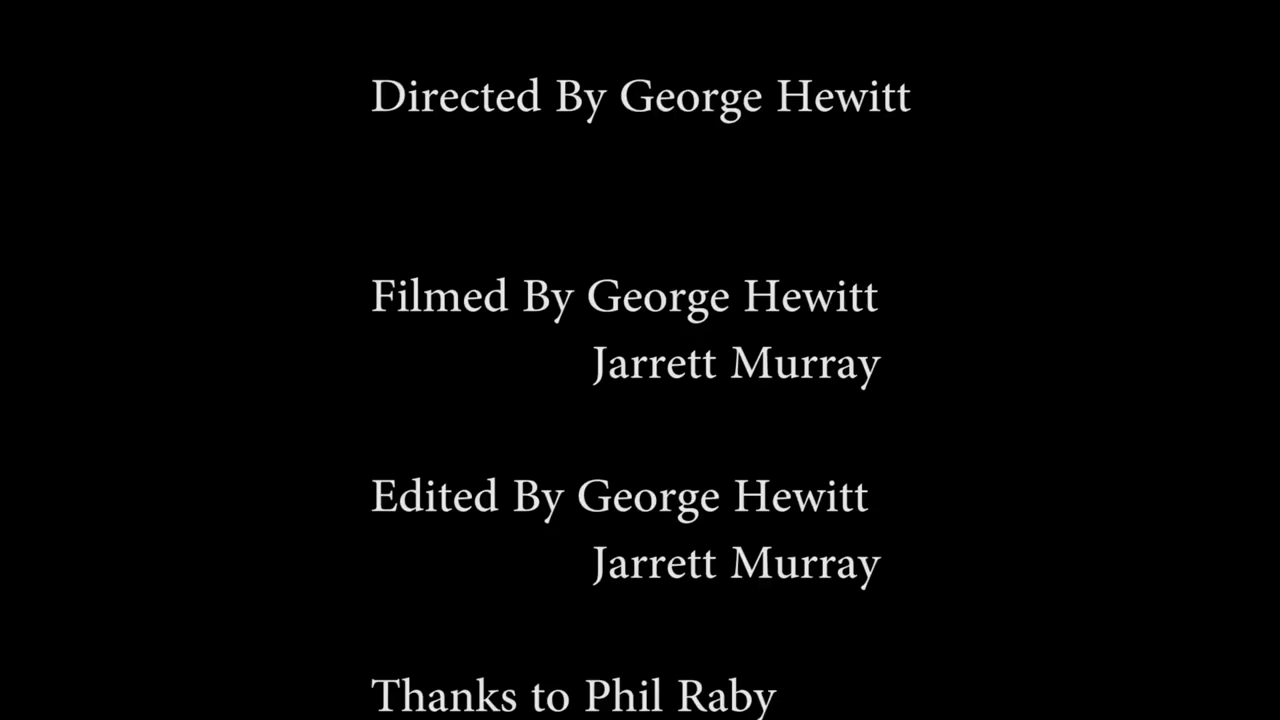 Directed By George Hewitt
Filmed By George Hewitt
Jarrett Murray
Edited By George Hewitt
Jarrett Murray
Thanks to Phil Raby